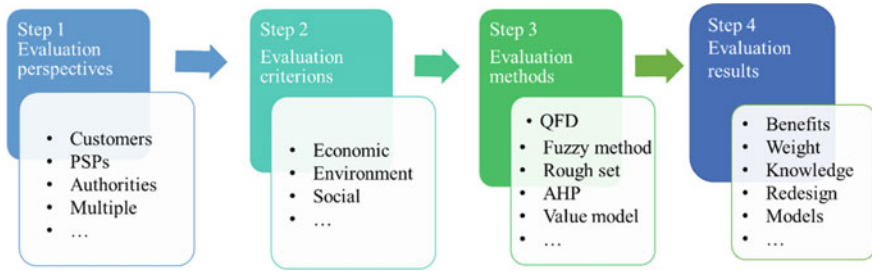 Step 1
Evaluation
perspectives
• Customers
• PSPs
• Authorities
• Multiple
• …
Step 2
Evaluation
criterions
• Economic
• Environment
• Social
• …
Step 3
Evaluation
methods
• QFD
• Fuzzy method
• Rough set
• AHP
• Value model
• …
Step 4
Evaluation
results
• Benefits
• Weight
• Knowledge
• Redesign
• Models
• …